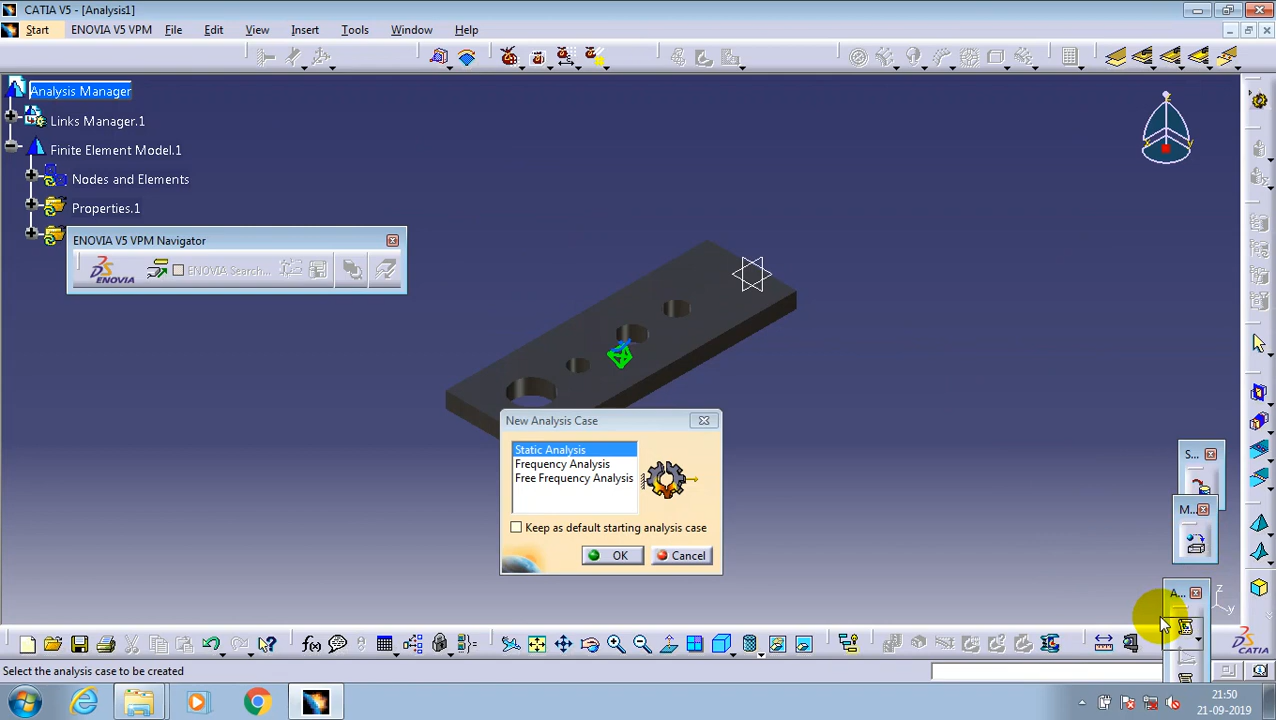 CATIA V5 - [Analysis1]
Start ENOVIA V5 VPM File Edit View Insert Tools Window Help
Analysis Manager
Links Manager.1
Finite Element Model.1
Nodes and Elements
Properties.1
ENOVIA V5 VPM Navigator
ENOVIA
ENOVIA Search...
New Analysis Case
Static Analysis
Frequency Analysis
Free Frequency Analysis
Keep as default starting analysis case
OK Cancel
S...
M...
A...
z
y
f(x)
CATIA
Select the analysis case to be created
21:50
21-09-2019